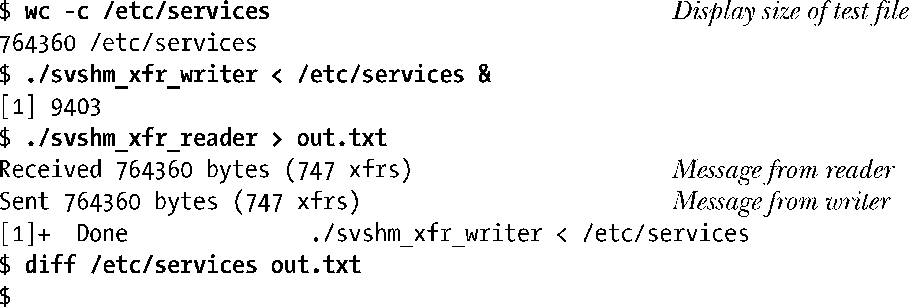 $ wc -c /etc/services Display size of test file
764360 /etc/services
$ ./svshm_xfr_writer < /etc/services &
[1] 9403
$ ./svshm_xfr_reader > out.txt
Received 764360 bytes (747 xfrs) Message from reader
Sent 764360 bytes (747 xfrs) Message from writer
[1]+ Done ./svshm_xfr_writer < /etc/services
$ diff /etc/services out.txt
$